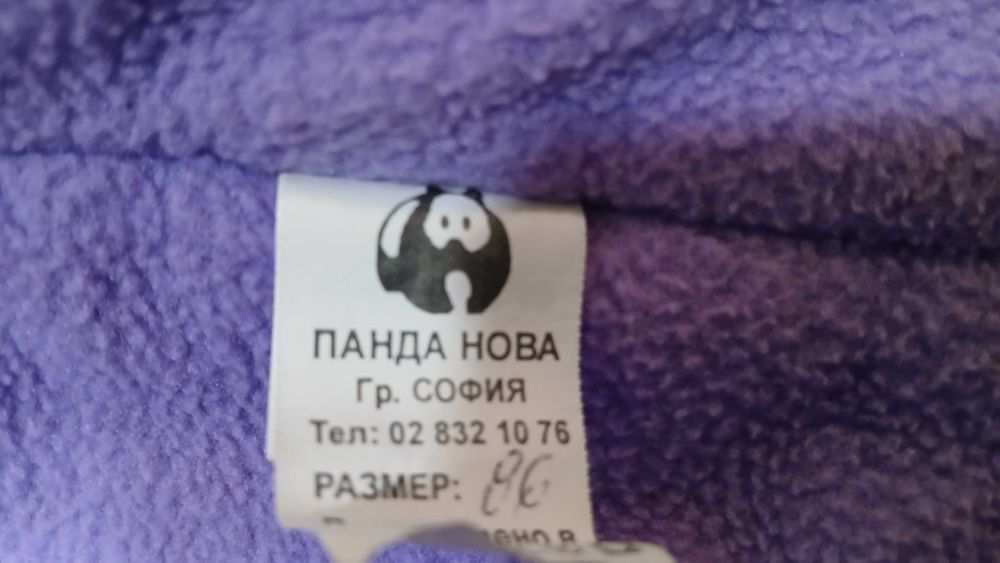 ПАНДА НОВА
Гр. СОФИЯ
Тел: 02 832 10 76
РАЗМЕР: 86